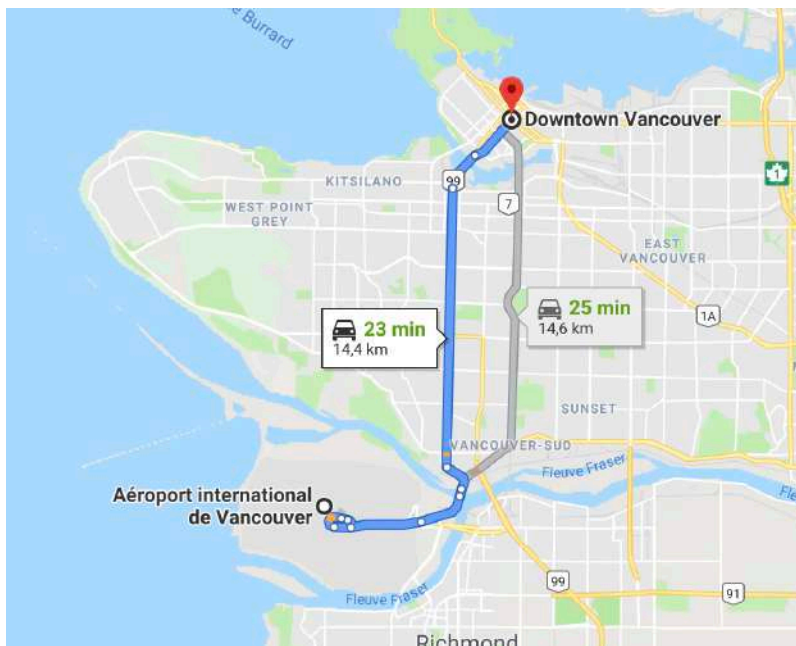 de Burrard
Downtown Vancouver
1
KITSILANO
99
WEST POINT
GREY
7
EAST
VANCOUVER
23 min
14,4 km
25 min
14,6 km
1A
SUNSET
VANCOUVER-SUD
Fleuve Fraser
Aéroport international
de Vancouver
99
91
Fleuve Fraser
Richmond